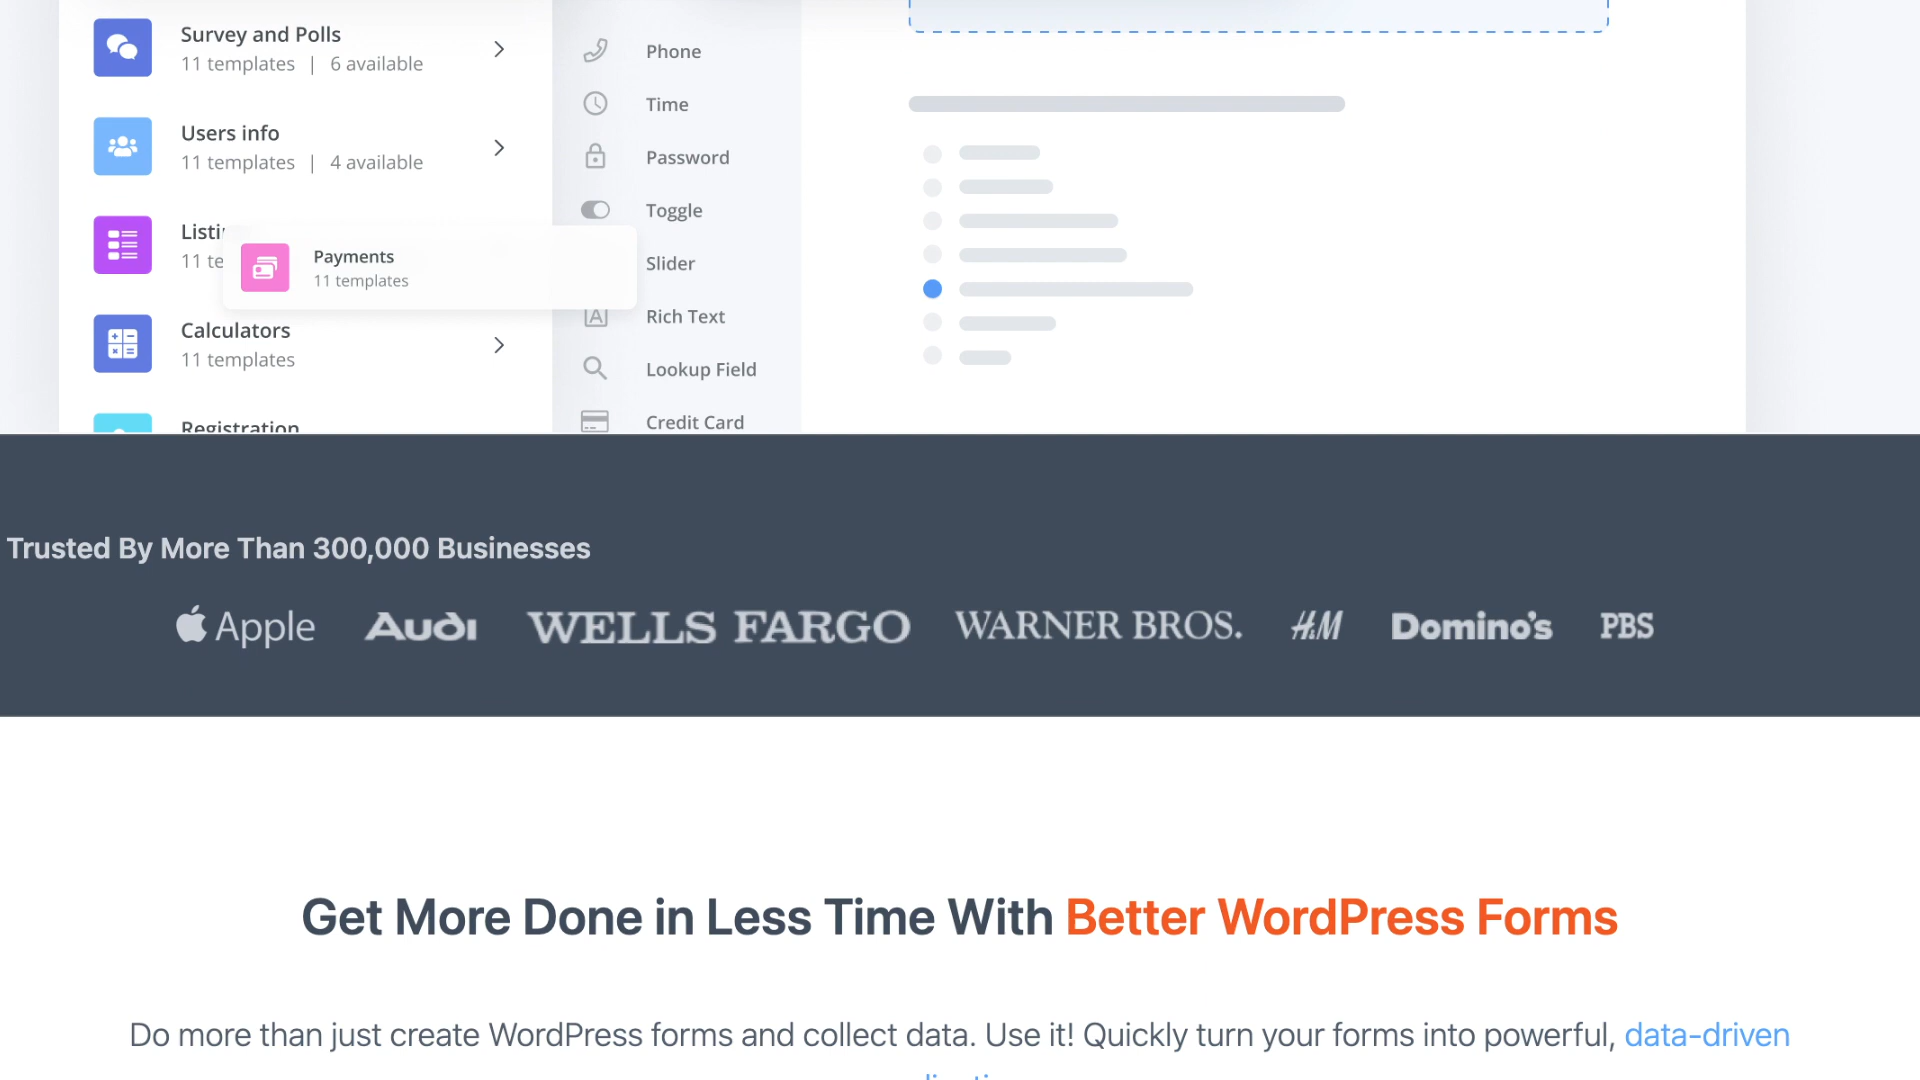 Survey and Polls
11 templates | 6 available
Users info
11 templates | 4 available
11
Payments
11 templates
Calculators
11 templates
Registration
Phone
Time
Password
Toggle
Slider
Rich Text
Lookup Field
Credit Card
Trusted By More Than 300,000 Businesses
Apple Audi WELLS FARGO WARNER BROS. H&M Domino's PBS
Get More Done in Less Time With Better WordPress Forms
Do more than just create WordPress forms and collect data. Use it! Quickly turn your forms into powerful, data-driven